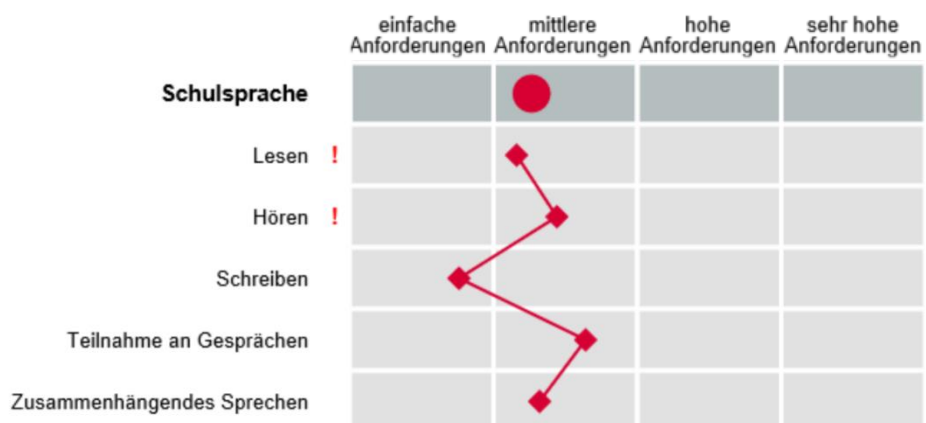 einfache Anforderungen
mittlere Anforderungen
hohe Anforderungen
sehr hohe Anforderungen
Schulsprache
Lesen !
Hören !
Schreiben
Teilnahme an Gesprächen
Zusammenhängendes Sprechen